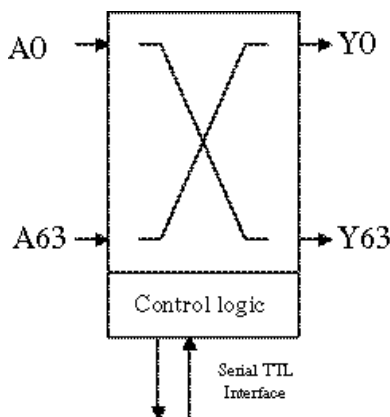 A0
Y0
A63
Y63
Control logic
Serial TTL
Interface